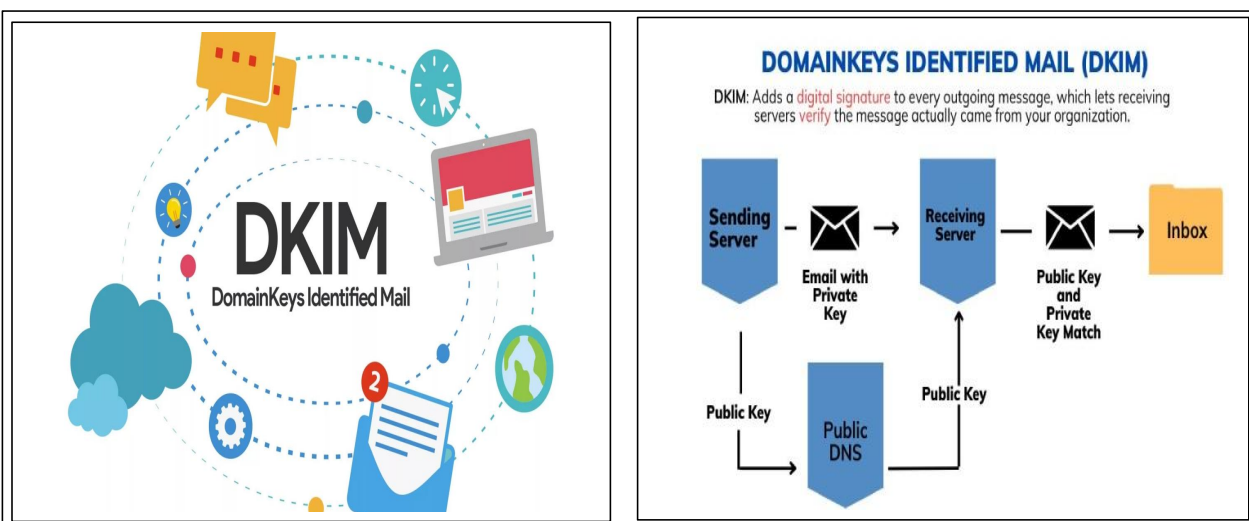 DKIM
DomainKeys Identified Mail
2
DOMAINKEYS IDENTIFIED MAIL (DKIM)
DKIM: Adds a digital signature to every outgoing message, which lets receiving
servers verify the message actually came from your organization.
Sending
Server
Email with
Private
Key
Receiving
Server
Public Key
and
Private
Key Match
Inbox
Public Key
Public
DNS
Public Key